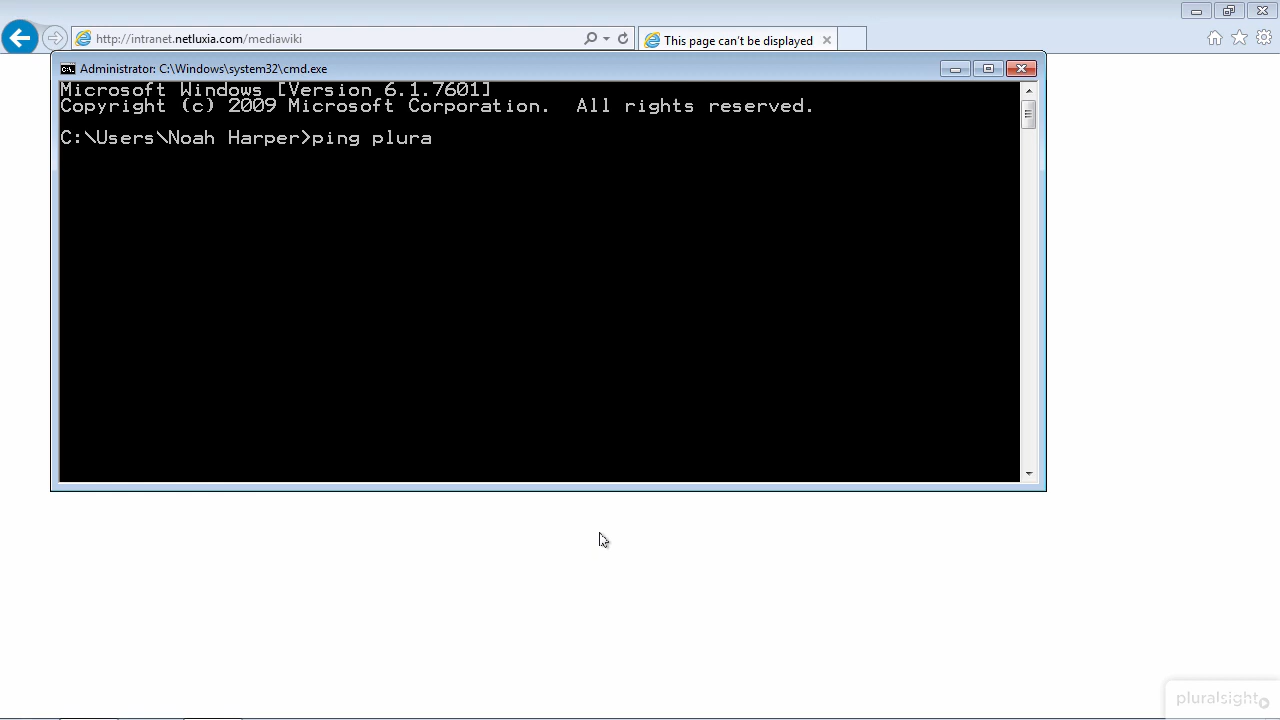 http://intranet.netluxia.com/mediawiki
This page can't be displayed
Administrator: C:\Windows\system32\cmd.exe
Microsoft Windows [Version 6.1.7601]
Copyright (c) 2009 Microsoft Corporation.  All rights reserved.
C:\Users\Noah Harper>ping plura
pluralsight